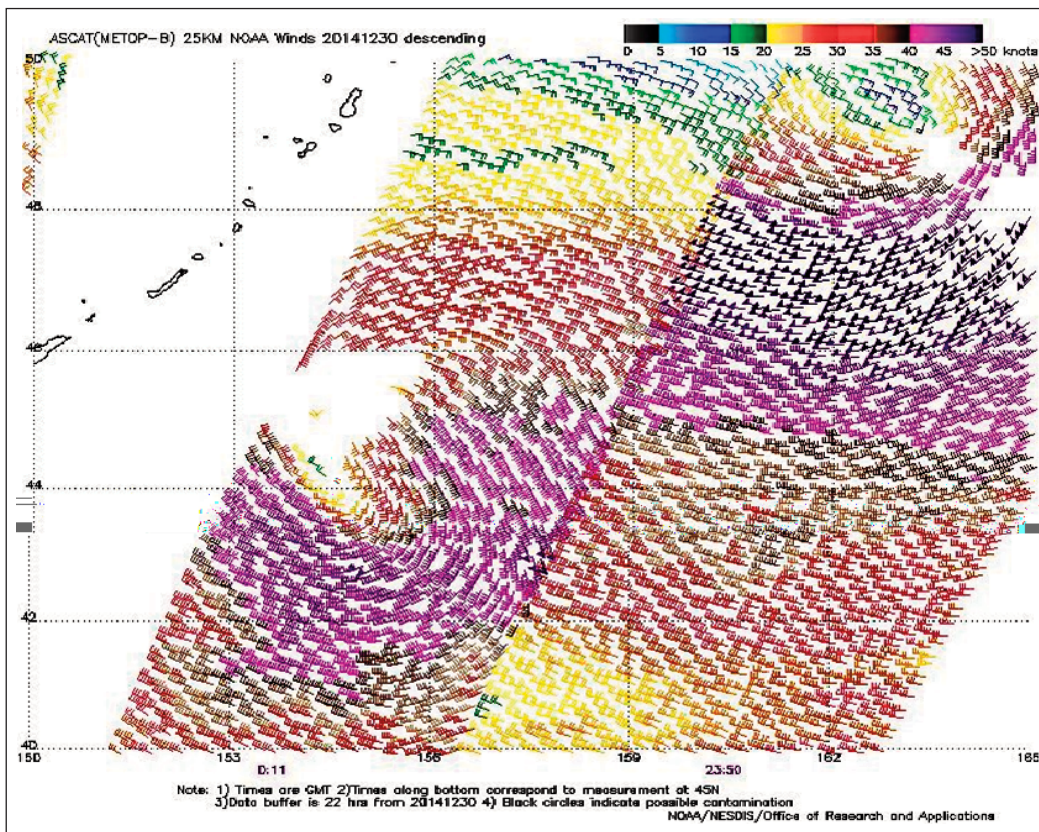 ASCAT(METOP-B) 25KM NOAA Winds 20141230 descending
0 5 10 15 20 25 30 35 40 45 >50 knots
50
48
46
44
42
40
150 153 156 159 162 165
D:11 23:50
Note: 1) Times are GMT 2)Times along bottom correspond to measurement at 45N
3)Data buffer is 22 hrs from 20141230 4) Black circles indicate possible contamination
NOAA/NESDIS/Office of Research and Applications